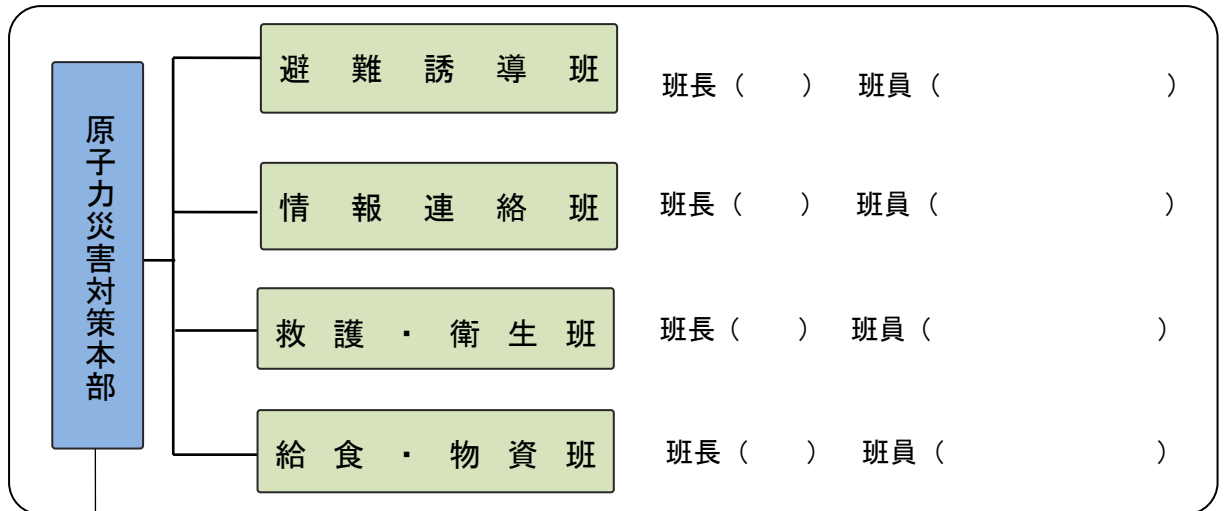 原子力災害対策本部
避難誘導班 班長（　　） 班員（　　　　　　　　）
情報連絡班 班長（　　） 班員（　　　　　　　　）
救護・衛生班 班長（　　） 班員（　　　　　　　　）
給食・物資班 班長（　　） 班員（　　　　　　　　）